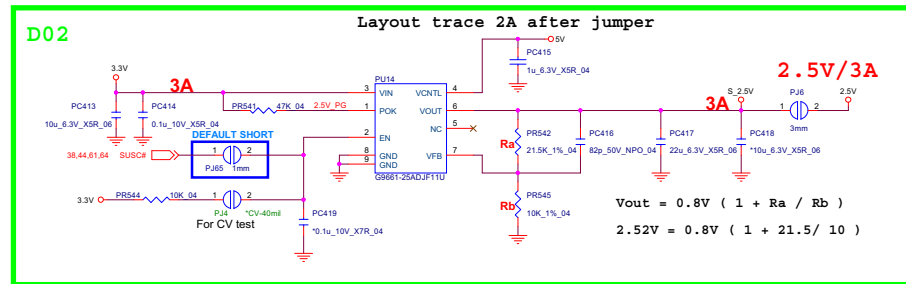 Layout trace 2A after jumper
D02
5V
PC415
1u_6.3V_X5R_04
3.3V
3A
PU14
2.5V/3A
3 VIN VCNTL 4
1 POK VOUT 6
2 EN NC 5
8 GND VFB 7
9 GND
G9661-25ADJF11U
PC413
10u_6.3V_X5R_06
PC414
0.1u_10V_X5R_04
PR541 47K_04
2.5V_PG
DEFAULT SHORT
38,44,61,64 SUSC#
1 2
PJ65 1mm
3.3V
PR544 10K_04
1 2
PJ4 *CV-40mil
For CV test
PC419
*0.1u_10V_X7R_04
3A
S_2.5V
PJ6
1 2
3mm
2.5V
Ra
PR542
21.5K_1%_04
PC416
82p_50V_NPO_04
PC417
22u_6.3V_X5R_06
PC418
*10u_6.3V_X5R_06
Rb
PR545
10K_1%_04
Vout = 0.8V ( 1 + Ra / Rb )
2.52V = 0.8V ( 1 + 21.5/ 10 )